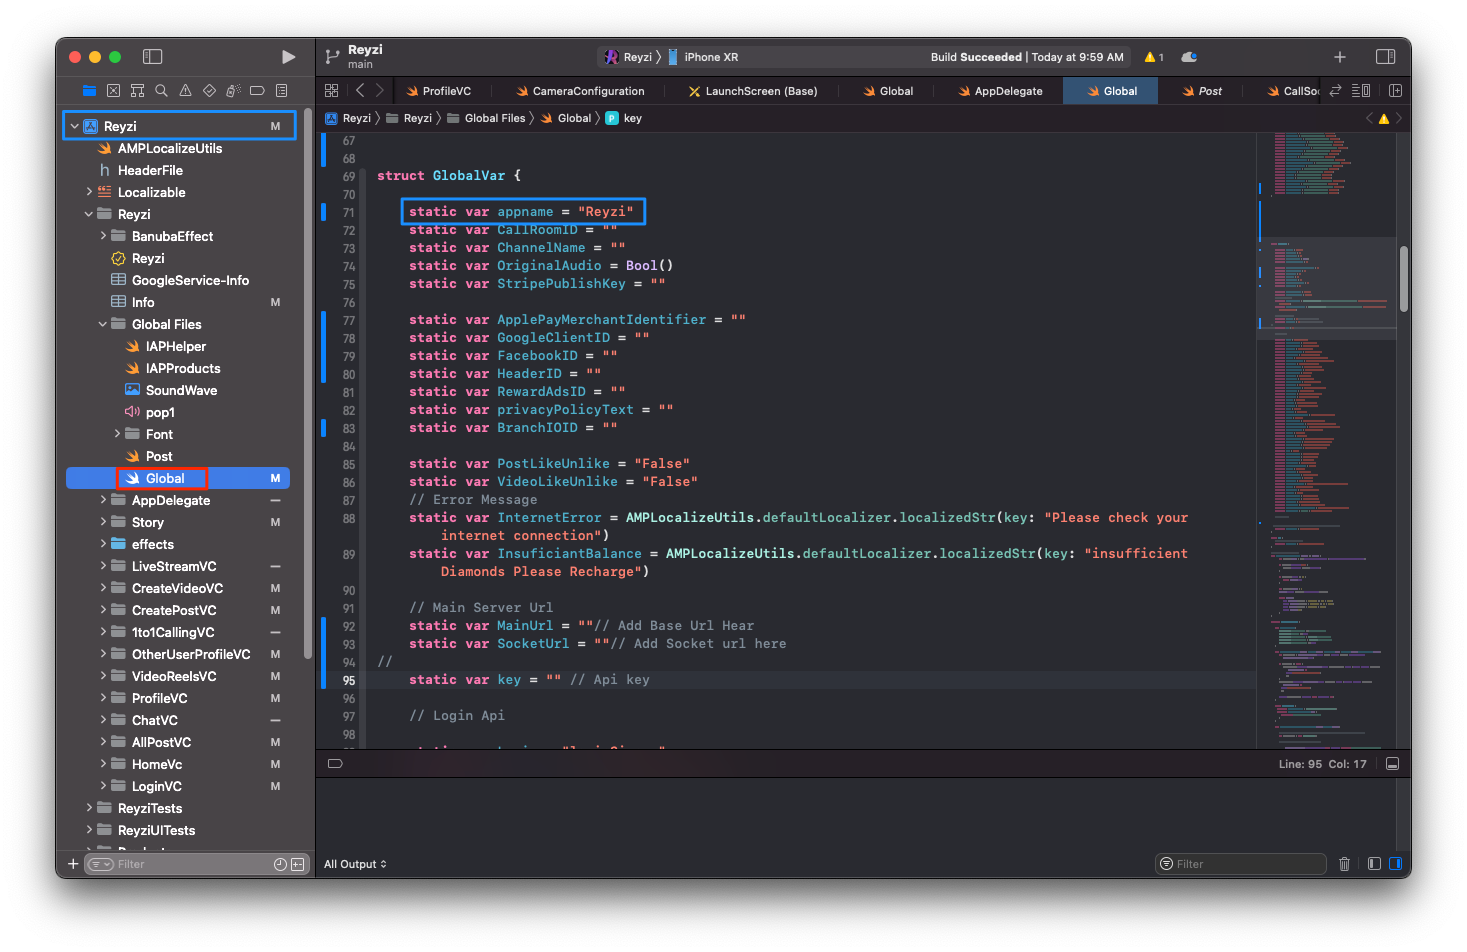 Reyzi
main
Reyzi 〉 iPhone XR
Build Succeeded | Today at 9:59 AM
1
ProfileVC
CameraConfiguration
LaunchScreen (Base)
Global
AppDelegate
Global
Post
CallSo
Reyzi 〉 Reyzi 〉 Global Files 〉 Global 〉 P key
Reyzi M
AMPLocalizeUtils
h HeaderFile
Localizable
Reyzi
BanubaEffect
Reyzi
GoogleService-Info
Info M
Global Files
IAPHelper
IAPProducts
SoundWave
pop1
Font
Post
Global M
AppDelegate —
Story M
effects
LiveStreamVC —
CreateVideoVC M
CreatePostVC M
1to1CallingVC —
OtherUserProfileVC M
VideoReelsVC M
ProfileVC M
ChatVC —
AllPostVC M
HomeVc M
LoginVC M
ReyziTests
ReyziUITests
Filter
67
68
69 struct GlobalVar {
70
71 static var appname = "Reyzi"
72 static var CallRoomID = ""
73 static var ChannelName = ""
74 static var OriginalAudio = Bool()
75 static var StripePublishKey = ""
76
77 static var ApplePayMerchantIdentifier = ""
78 static var GoogleClientID = ""
79 static var FacebookID = ""
80 static var HeaderID = ""
81 static var RewardAdsID = ""
82 static var privacyPolicyText = ""
83 static var BranchIOID = ""
84
85 static var PostLikeUnlike = "False"
86 static var VideoLikeUnlike = "False"
87 // Error Message
88 static var InternetError = AMPLocalizeUtils.defaultLocalizer.localizedStr(key: "Please check your
internet connection")
89 static var InsuficiantBalance = AMPLocalizeUtils.defaultLocalizer.localizedStr(key: "insufficient
Diamonds Please Recharge")
90
91 // Main Server Url
92 static var MainUrl = ""// Add Base Url Hear
93 static var SocketUrl = ""// Add Socket url here
94 //
95 static var key = "" // Api key
96
97 // Login Api
98
Line: 95 Col: 17
All Output
Filter